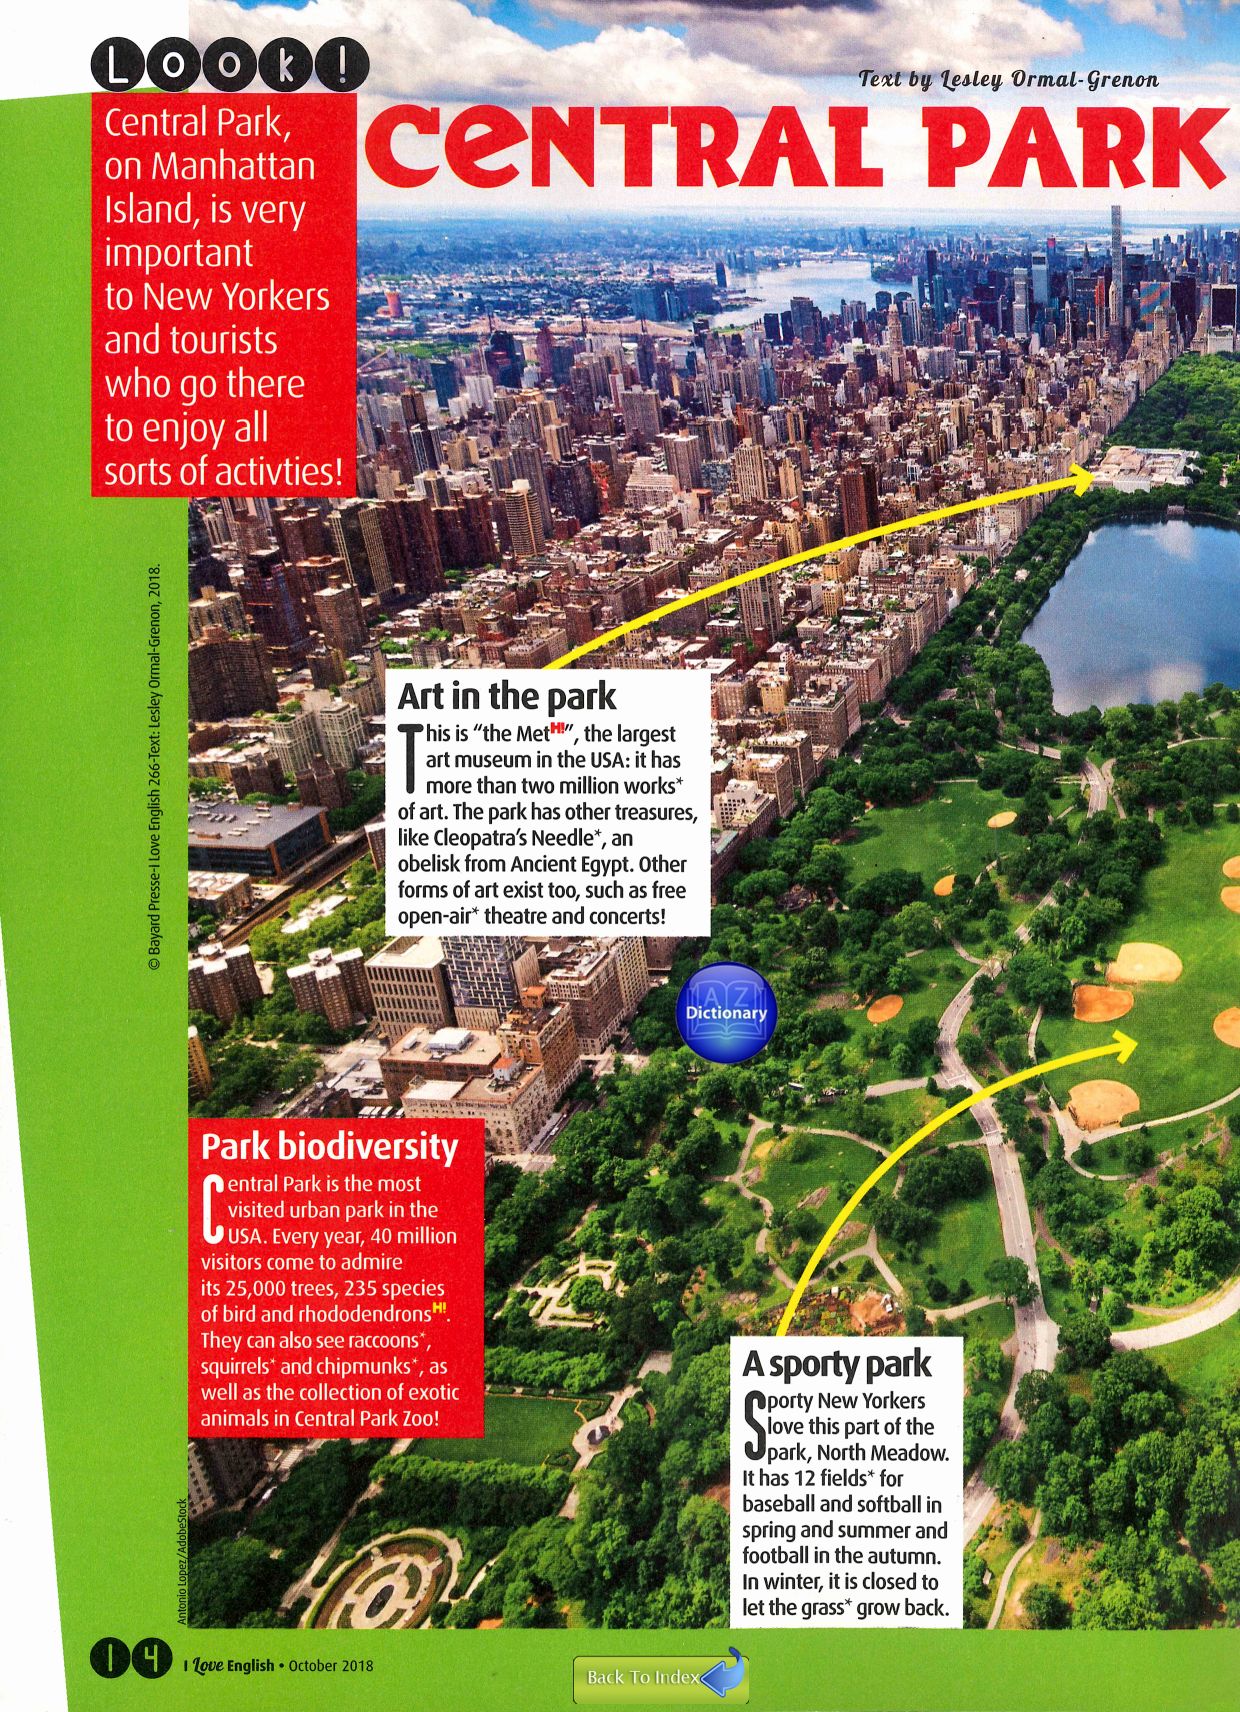 LOOK!
Text by Lesley Ormal-Grenon
CENTRAL PARK
Central Park,
on Manhattan
Island, is very
important
to New Yorkers
and tourists
who go there
to enjoy all
sorts of activties!
© Bayard Presse-I Love English 266-Text: Lesley Ormal-Grenon, 2018.
Art in the park
This is “the MetH!”, the largest
art museum in the USA: it has
more than two million works*
of art. The park has other treasures,
like Cleopatra’s Needle*, an
obelisk from Ancient Egypt. Other
forms of art exist too, such as free
open-air* theatre and concerts!
AZ
Dictionary
Park biodiversity
Central Park is the most
visited urban park in the
USA. Every year, 40 million
visitors come to admire
its 25,000 trees, 235 species
of bird and rhododendronsH!.
They can also see raccoons*,
squirrels* and chipmunks*, as
well as the collection of exotic
animals in Central Park Zoo!
A sporty park
Sporty New Yorkers
love this part of the
park, North Meadow.
It has 12 fields* for
baseball and softball in
spring and summer and
football in the autumn.
In winter, it is closed to
let the grass* grow back.
Antonio Lopez/AdobeStock
14 I Love English • October 2018
Back To Index